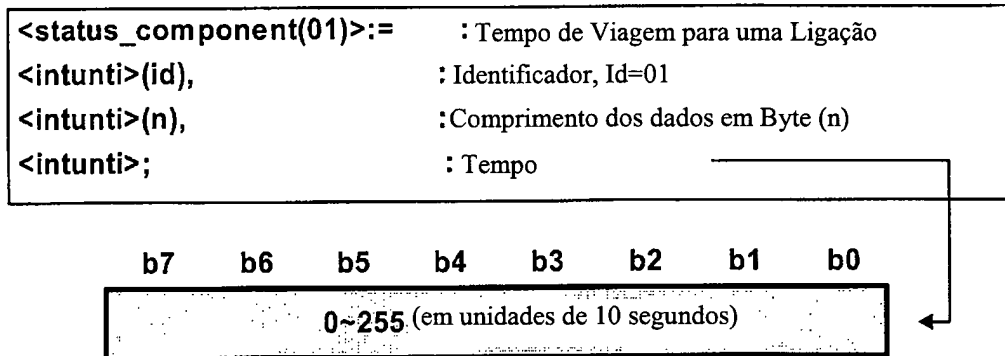 <status_component(01)>:= : Tempo de Viagem para uma Ligação
<intunti>(id), : Identificador, Id=01
<intunti>(n), :Comprimento dos dados em Byte (n)
<intunti>; : Tempo
b7 b6 b5 b4 b3 b2 b1 b0
0~255 (em unidades de 10 segundos)